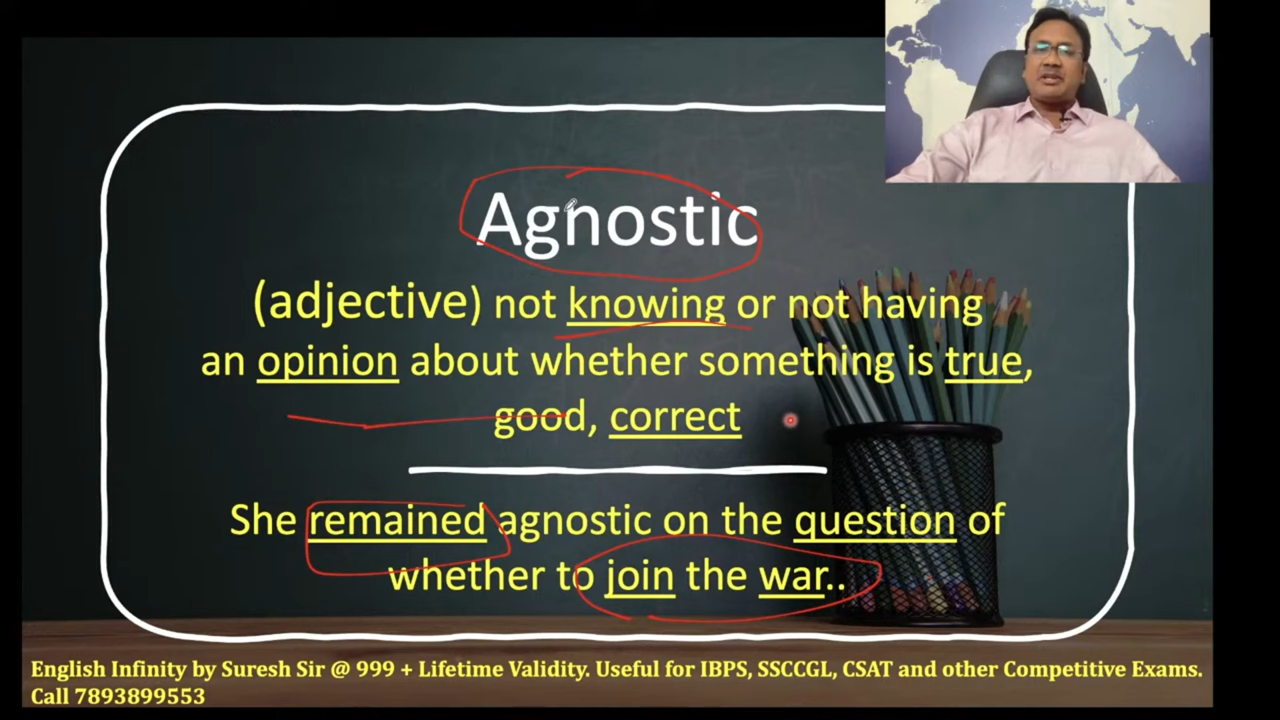 Agnostic
(adjective) not knowing or not having
an opinion about whether something is true,
good, correct
She remained agnostic on the question of
whether to join the war..
English Infinity by Suresh Sir @ 999 + Lifetime Validity. Useful for IBPS, SSCCGL, CSAT and other Competitive Exams.
Call 7893899553